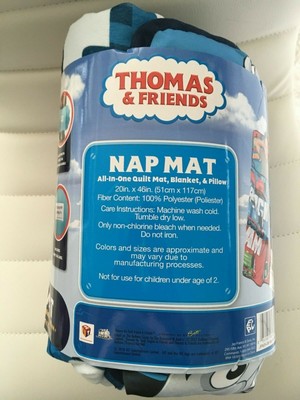 THOMAS
& FRIENDS
NAP MAT
All-In-One Quilt Mat, Blanket, & Pillow
20in. x 46in. (51cm x 117cm)
Fiber Content: 100% Polyester (Poliester)
Care Instructions: Machine wash cold.
Tumble dry low.
Only non-chlorine bleach when needed.
Do not iron.
Colors and sizes are approximate and
may vary due to
manufacturing processes.
Not for use for children under age of 2.